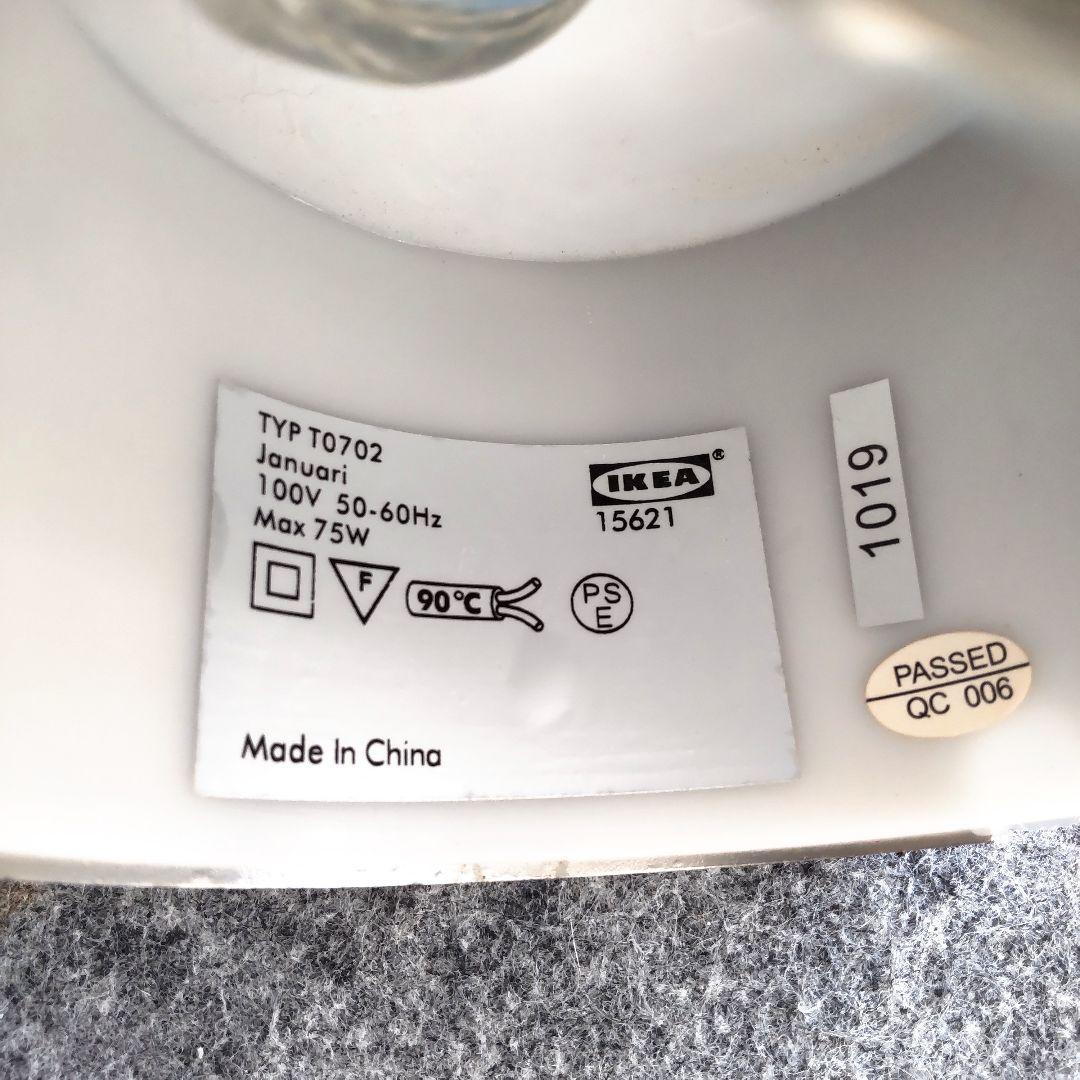 TYP T0702
Januari
100V 50-60Hz
Max 75W
IKEA®
15621
F
90°C
PS
E
Made In China
1019
PASSED
QC 006